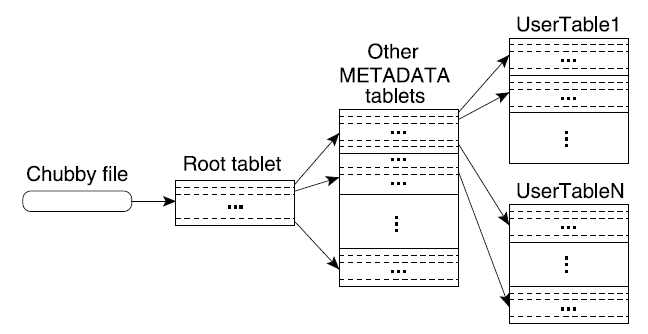 UserTable1
Other
METADATA
tablets
...
...
Root tablet
...
...
Chubby file
...
...
UserTableN
...
...
...
...
...
...